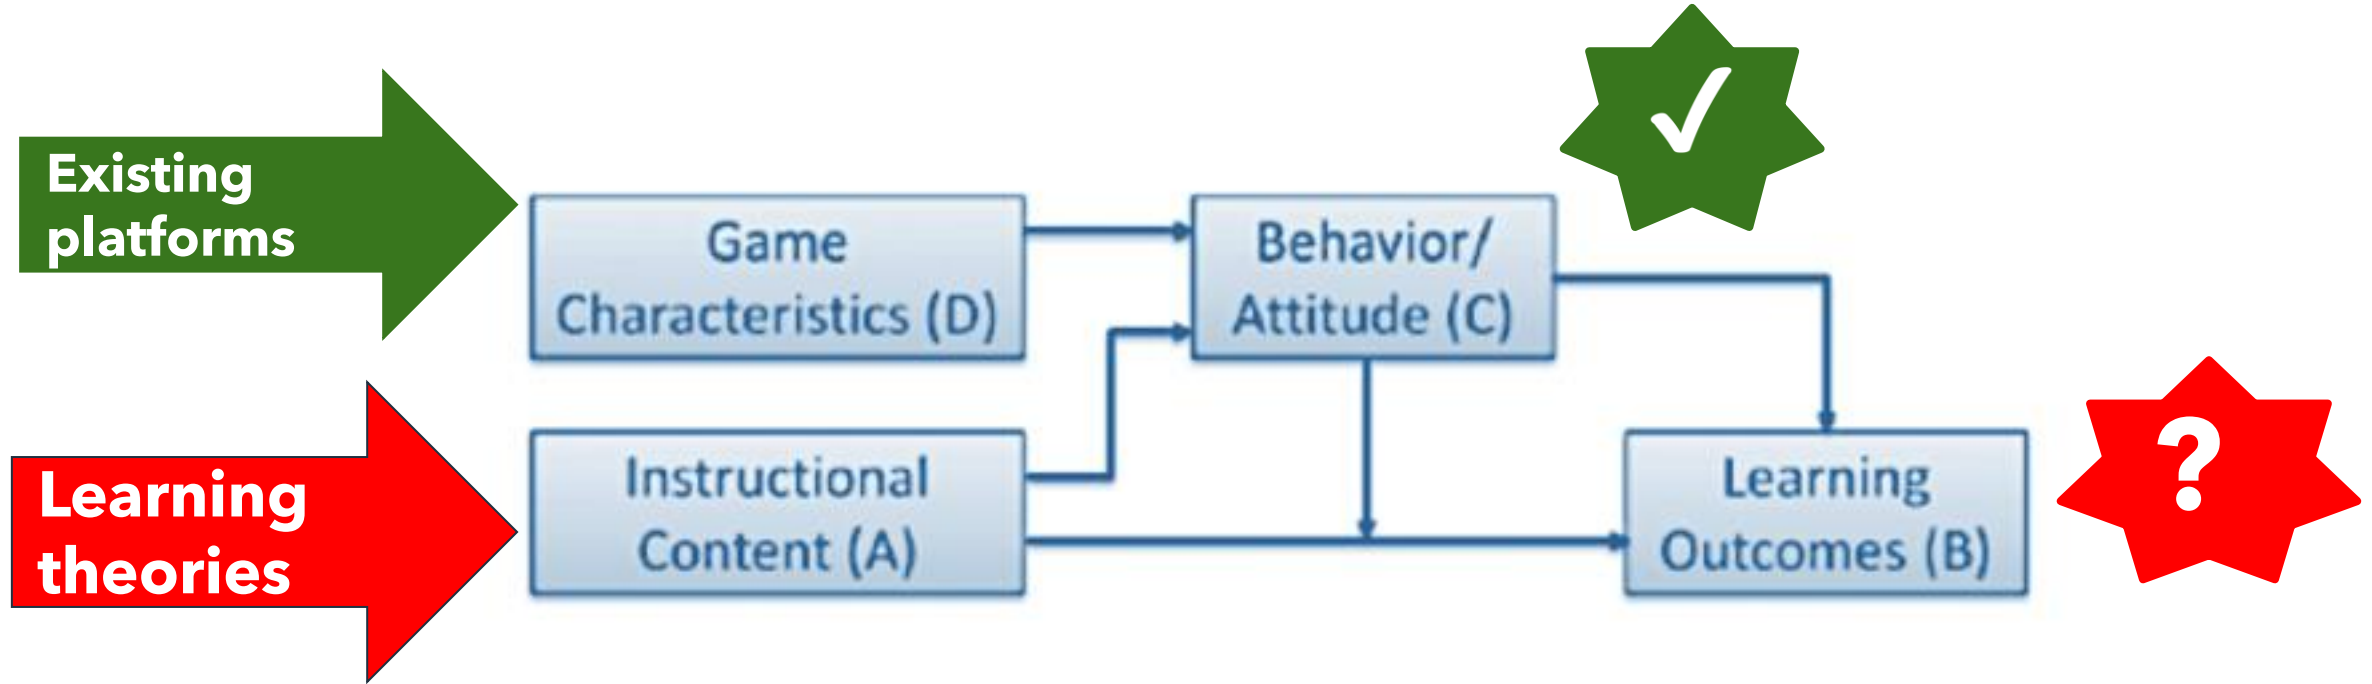 Existing
platforms
Game
Characteristics (D)
Behavior/
Attitude (C)
✓
Learning
theories
Instructional
Content (A)
Learning
Outcomes (B)
?